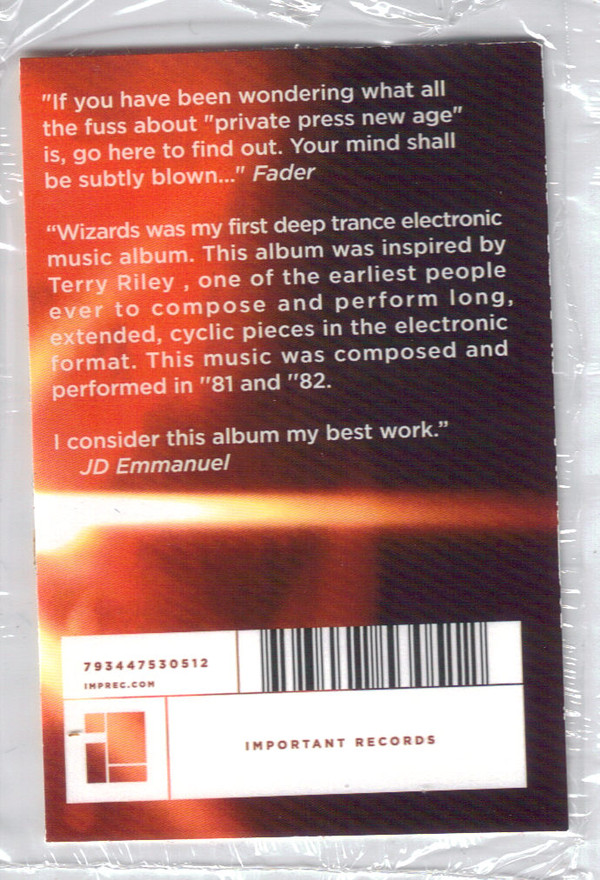 "If you have been wondering what all
the fuss about "private press new age"
is, go here to find out. Your mind shall
be subtly blown..." Fader
“Wizards was my first deep trance electronic
music album. This album was inspired by
Terry Riley , one of the earliest people
ever to compose and perform long,
extended, cyclic pieces in the electronic
format. This music was composed and
performed in "81 and "82.
I consider this album my best work.”
JD Emmanuel
793447530512
IMPREC.COM
IMPORTANT RECORDS